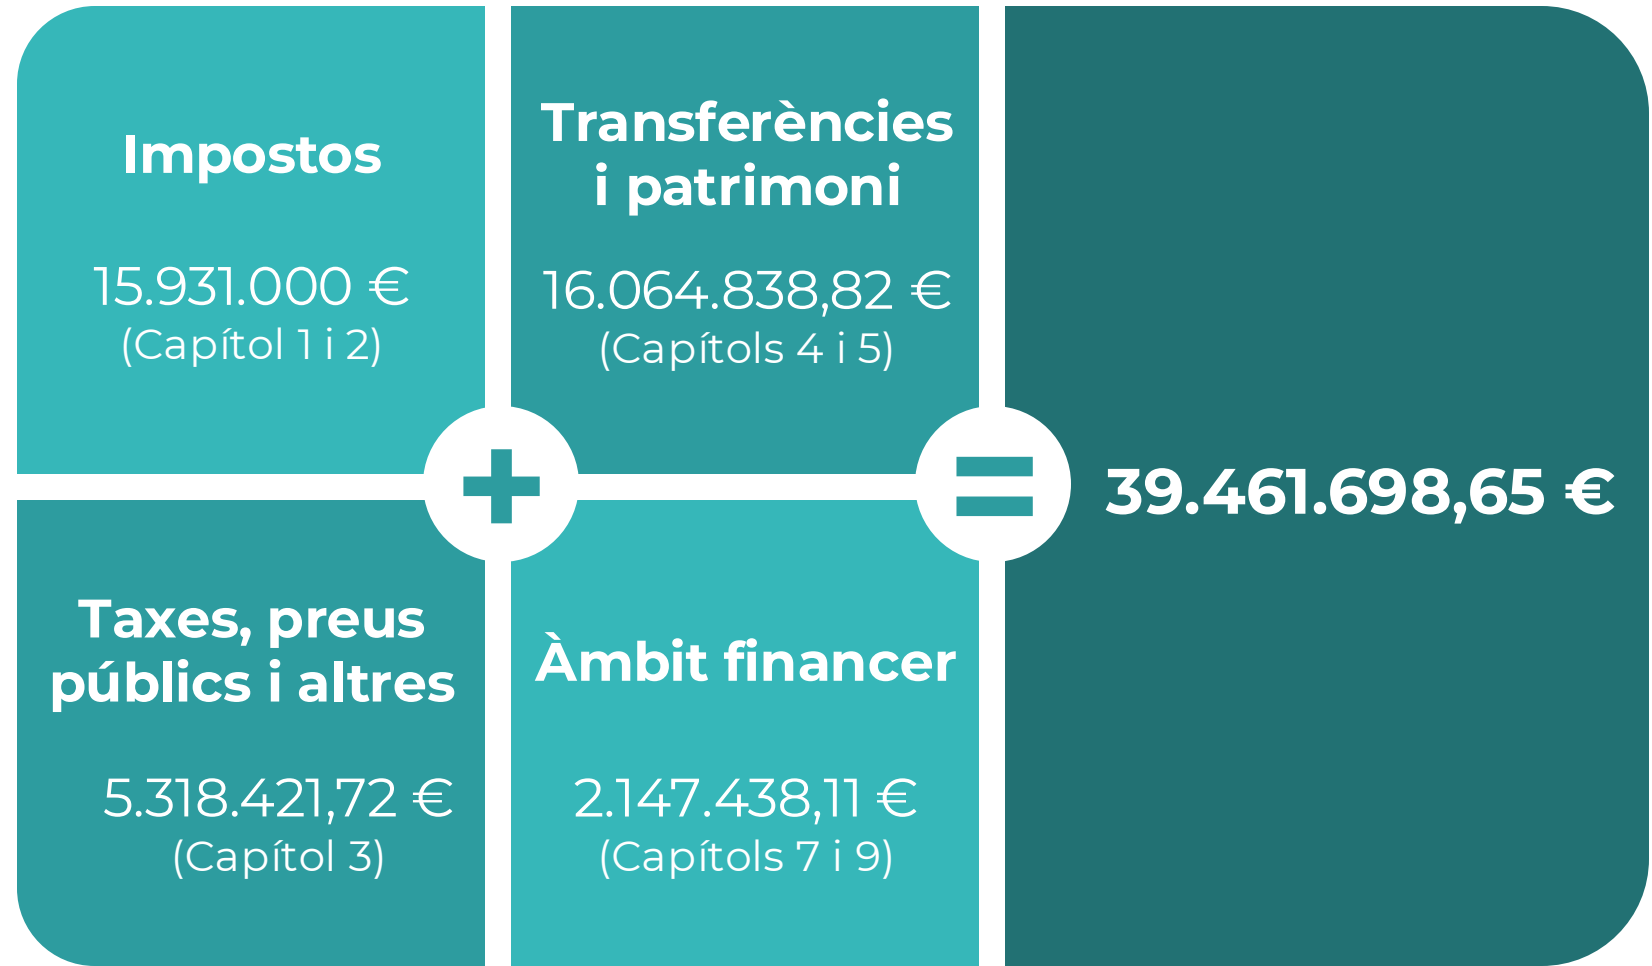 Impostos
15.931.000 €
(Capítol 1 i 2)
Transferències
i patrimoni
16.064.838,82 €
(Capítols 4 i 5)
+
=
39.461.698,65 €
Taxes, preus
públics i altres
5.318.421,72 €
(Capítol 3)
Àmbit financer
2.147.438,11 €
(Capítols 7 i 9)